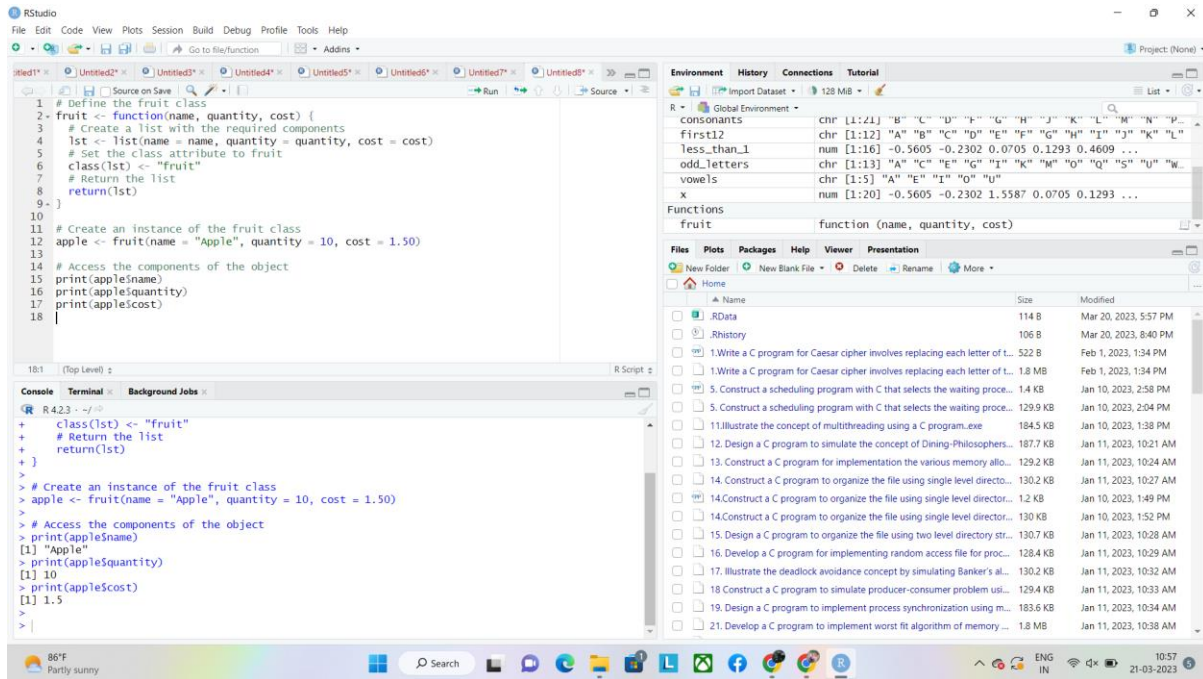 RStudio
File Edit Code View Plots Session Build Debug Profile Tools Help
Go to file/function Addins Project: (None)
Untitled2* Untitled3* Untitled4* Untitled5* Untitled6* Untitled7* Untitled8*
Source on Save Run Source
1 # Define the fruit class
2 fruit <- function(name, quantity, cost) {
3 # Create a list with the required components
4 lst <- list(name = name, quantity = quantity, cost = cost)
5 # Set the class attribute to fruit
6 class(lst) <- "fruit"
7 # Return the list
8 return(lst)
9 }
10
11 # Create an instance of the fruit class
12 apple <- fruit(name = "Apple", quantity = 10, cost = 1.50)
13
14 # Access the components of the object
15 print(apple$name)
16 print(apple$quantity)
17 print(apple$cost)
18
18:1 (Top Level) R Script
Console Terminal Background Jobs
R 4.2.3 · ~/
+ class(lst) <- "fruit"
+ # Return the list
+ return(lst)
+ }
>
> # Create an instance of the fruit class
> apple <- fruit(name = "Apple", quantity = 10, cost = 1.50)
>
> # Access the components of the object
> print(apple$name)
[1] "Apple"
> print(apple$quantity)
[1] 10
> print(apple$cost)
[1] 1.5
>
>
Environment History Connections Tutorial
Import Dataset 128 MiB List
R Global Environment
consonants chr [1:21] "B" "C" "D" "F" "G" "H" "J" "K" "L" "M" "N" "P...
first12 chr [1:12] "A" "B" "C" "D" "E" "F" "G" "H" "I" "J" "K" "L"
less_than_1 num [1:16] -0.5605 -0.2302 0.0705 0.1293 0.4609 ...
odd_letters chr [1:13] "A" "C" "E" "G" "I" "K" "M" "O" "Q" "S" "U" "W...
vowels chr [1:5] "A" "E" "I" "O" "U"
x num [1:20] -0.5605 -0.2302 1.5587 0.0705 0.1293 ...
Functions
fruit function (name, quantity, cost)
Files Plots Packages Help Viewer Presentation
New Folder New Blank File Delete Rename More
Home
Name Size Modified
.RData 114 B Mar 20, 2023, 5:57 PM
.Rhistory 106 B Mar 20, 2023, 8:40 PM
1.Write a C program for Caesar cipher involves replacing each letter of t... 522 B Feb 1, 2023, 1:34 PM
1.Write a C program for Caesar cipher involves replacing each letter of t... 1.8 MB Feb 1, 2023, 1:34 PM
5. Construct a scheduling program with C that selects the waiting proce... 1.4 KB Jan 10, 2023, 2:58 PM
5. Construct a scheduling program with C that selects the waiting proce... 129.9 KB Jan 10, 2023, 2:04 PM
11.Illustrate the concept of multithreading using a C program..exe 184.5 KB Jan 10, 2023, 1:38 PM
12. Design a C program to simulate the concept of Dining-Philosophers... 187.7 KB Jan 11, 2023, 10:21 AM
13. Construct a C program for implementation the various memory allo... 129.2 KB Jan 11, 2023, 10:24 AM
14. Construct a C program to organize the file using single level directo... 130.2 KB Jan 11, 2023, 10:27 AM
14.Construct a C program to organize the file using single level director... 1.2 KB Jan 10, 2023, 1:49 PM
14.Construct a C program to organize the file using single level director... 130 KB Jan 10, 2023, 1:52 PM
15. Design a C program to organize the file using two level directory str... 130.7 KB Jan 11, 2023, 10:28 AM
16. Develop a C program for implementing random access file for proc... 128.4 KB Jan 11, 2023, 10:29 AM
17. Illustrate the deadlock avoidance concept by simulating Banker's al... 130.2 KB Jan 11, 2023, 10:32 AM
18 Construct a C program to simulate producer-consumer problem usi... 129.4 KB Jan 11, 2023, 10:33 AM
19. Design a C program to implement process synchronization using m... 183.6 KB Jan 11, 2023, 10:34 AM
21. Develop a C program to implement worst fit algorithm of memory ... 1.8 MB Jan 11, 2023, 10:38 AM
86°F
Partly sunny
Search
ENG
IN
10:57
21-03-2023